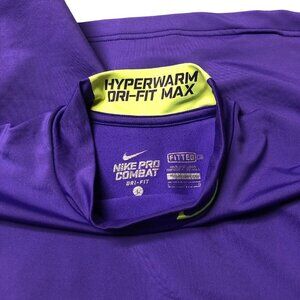 HYPERWARM
DRI-FIT MAX
NIKE PRO
COMBAT
DRI-FIT
FITTED